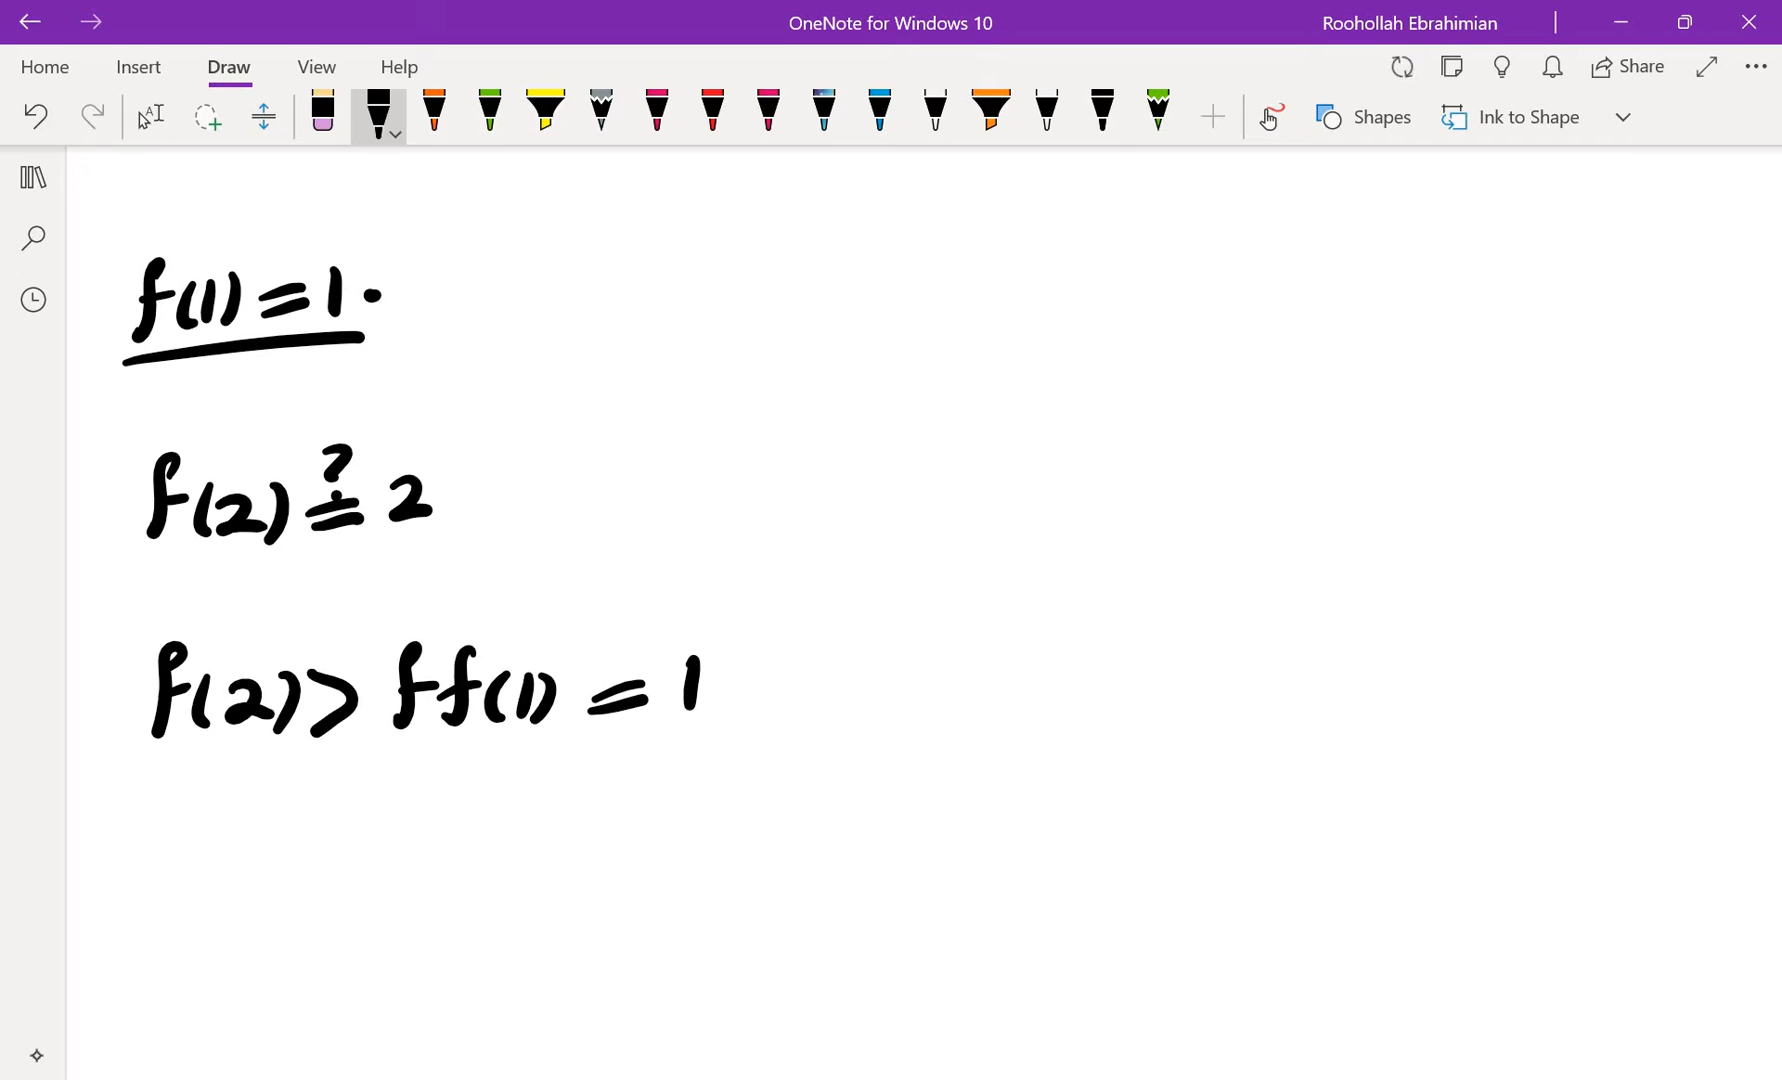 OneNote for Windows 10
Roohollah Ebrahimian
Home Insert Draw View Help
Share
Shapes
Ink to Shape
f(1) = 1 .
f(2) ?= 2
f(2) > ff(1) = 1